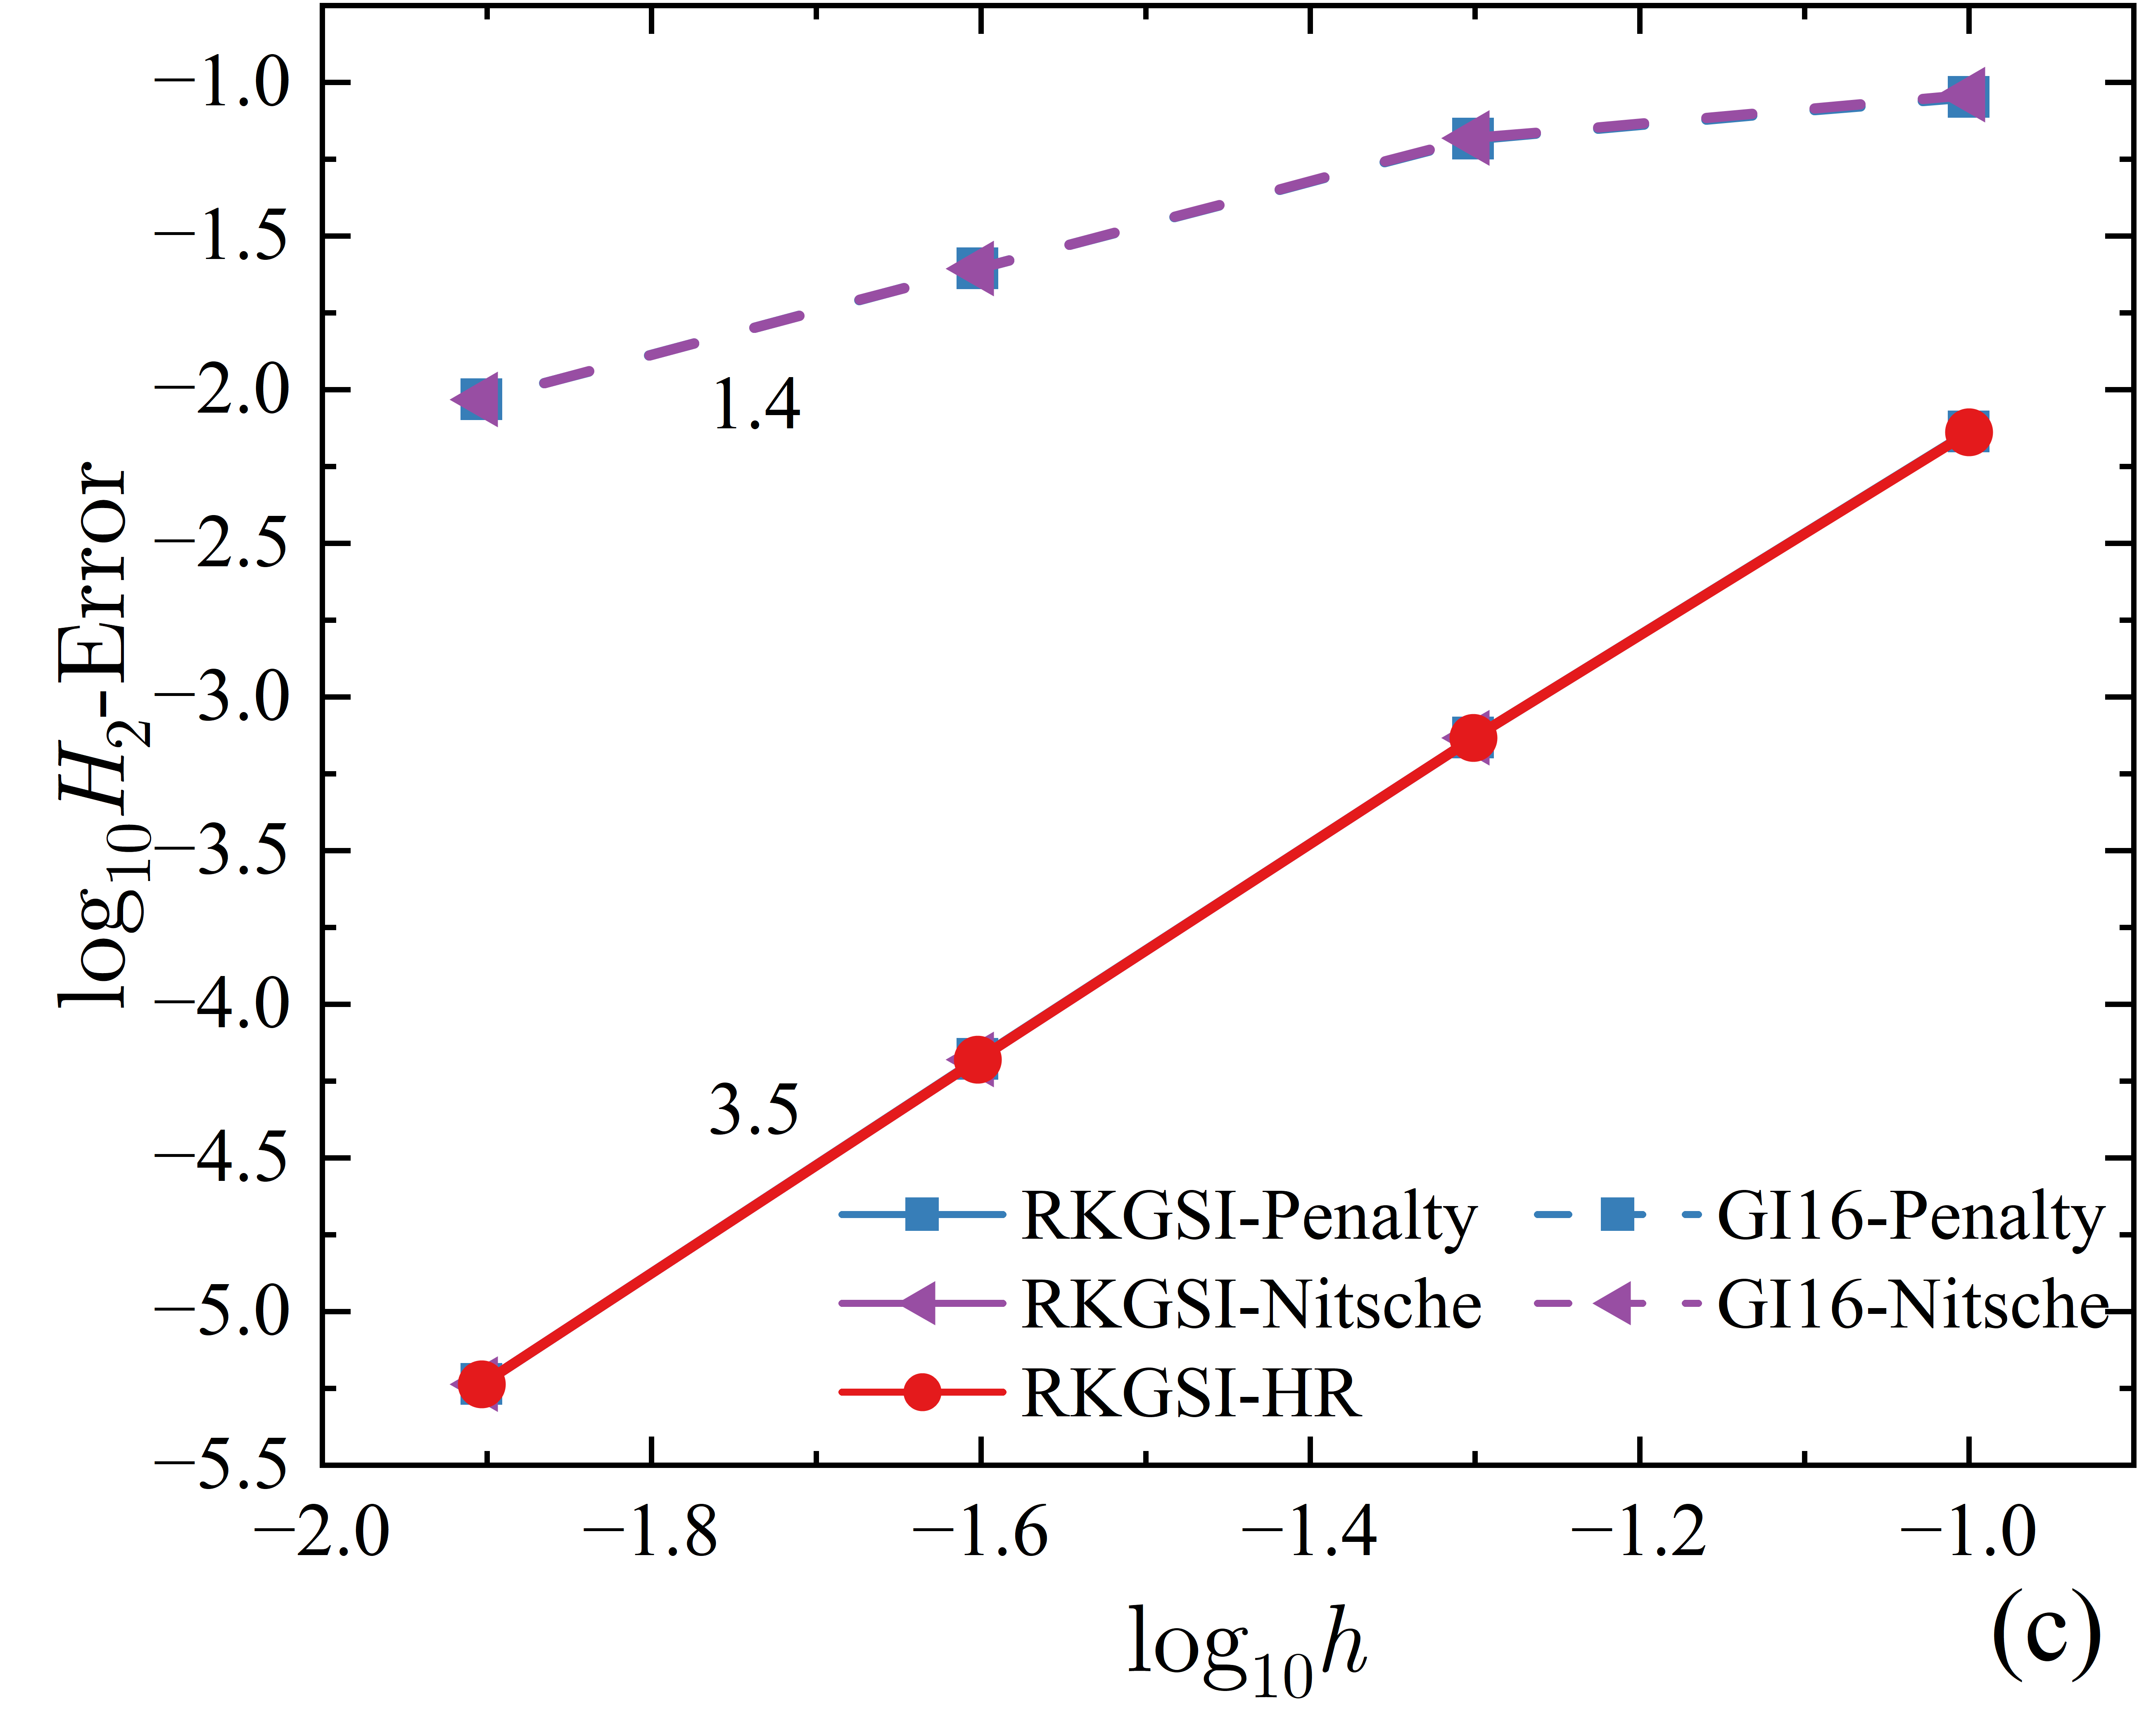 −1.0
−1.5
−2.0
−2.5
−3.0
−3.5
−4.0
−4.5
−5.0
−5.5
log₁₀H₂-Error
1.4
3.5
RKGSI-Penalty
GI16-Penalty
RKGSI-Nitsche
GI16-Nitsche
RKGSI-HR
−2.0 −1.8 −1.6 −1.4 −1.2 −1.0
log₁₀h
(c)